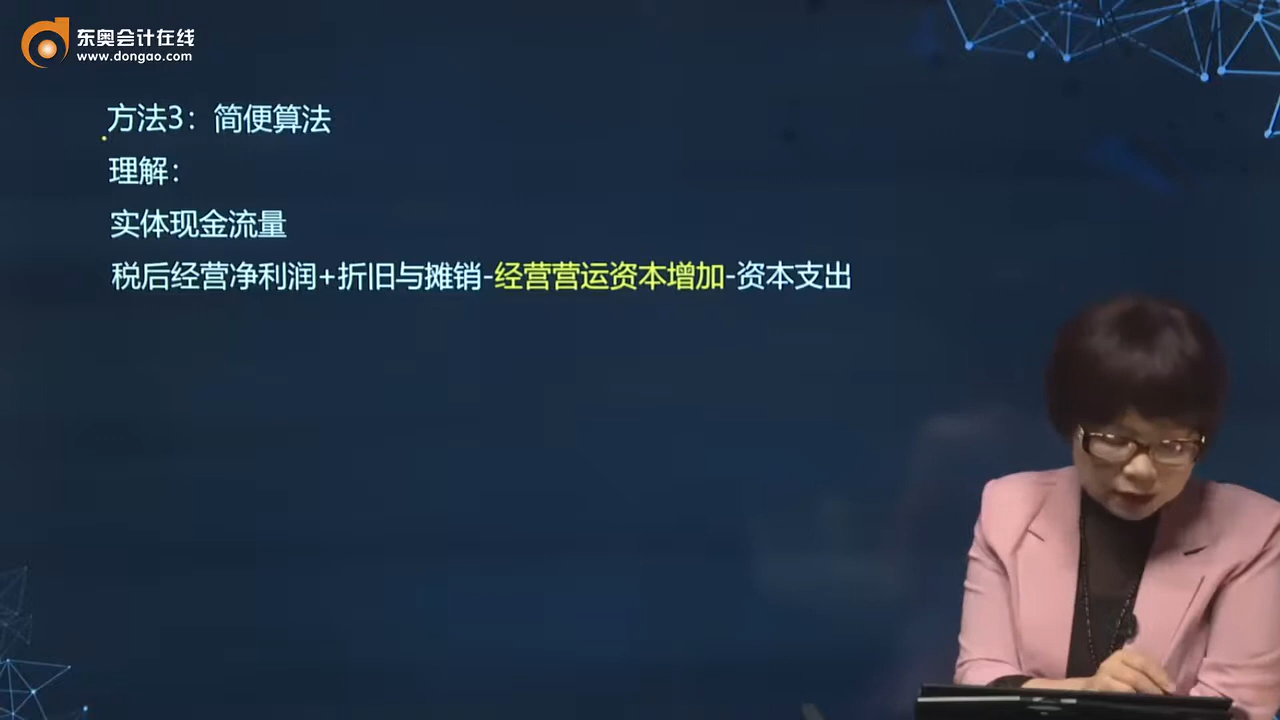 东奥会计在线
www.dongao.com
方法3：简便算法
理解：
实体现金流量
税后经营净利润+折旧与摊销-经营营运资本增加-资本支出